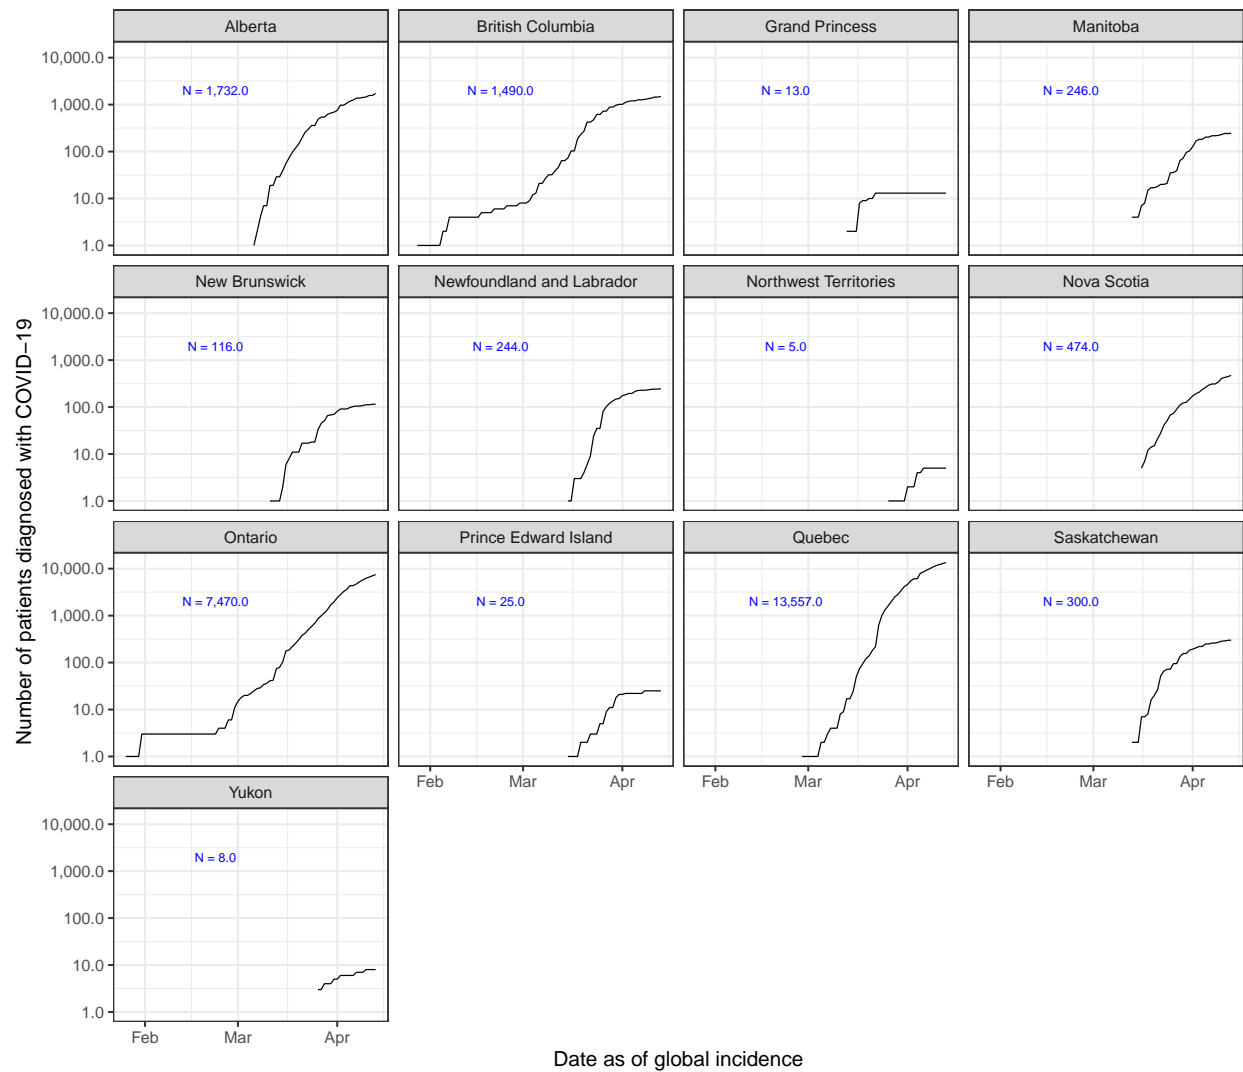 Alberta
British Columbia
Grand Princess
Manitoba
10,000.0
1,000.0
100.0
10.0
1.0
N = 1,732.0
N = 1,490.0
N = 13.0
N = 246.0
New Brunswick
Newfoundland and Labrador
Northwest Territories
Nova Scotia
10,000.0
1,000.0
100.0
10.0
1.0
N = 116.0
N = 244.0
N = 5.0
N = 474.0
Ontario
Prince Edward Island
Quebec
Saskatchewan
10,000.0
1,000.0
100.0
10.0
1.0
N = 7,470.0
N = 25.0
N = 13,557.0
N = 300.0
Feb Mar Apr
Feb Mar Apr
Feb Mar Apr
Yukon
10,000.0
1,000.0
100.0
10.0
1.0
N = 8.0
Feb Mar Apr
Number of patients diagnosed with COVID−19
Date as of global incidence